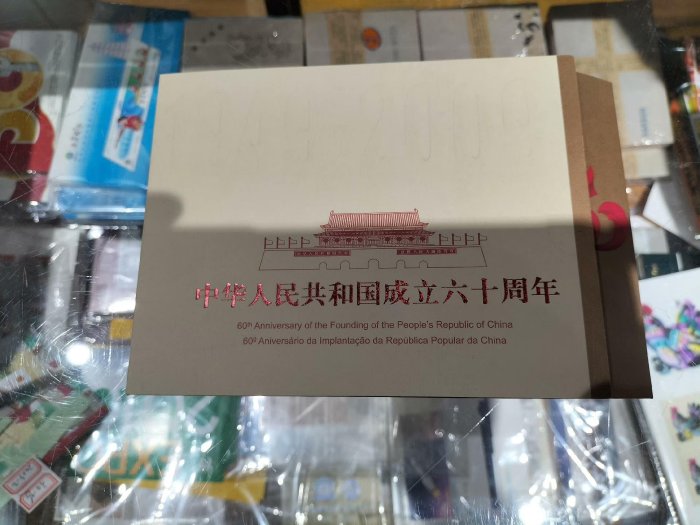 中华人民共和国成立六十周年
60th Anniversary of the Founding of the People's Republic of China
60º Aniversário da Implantação da República Popular da China